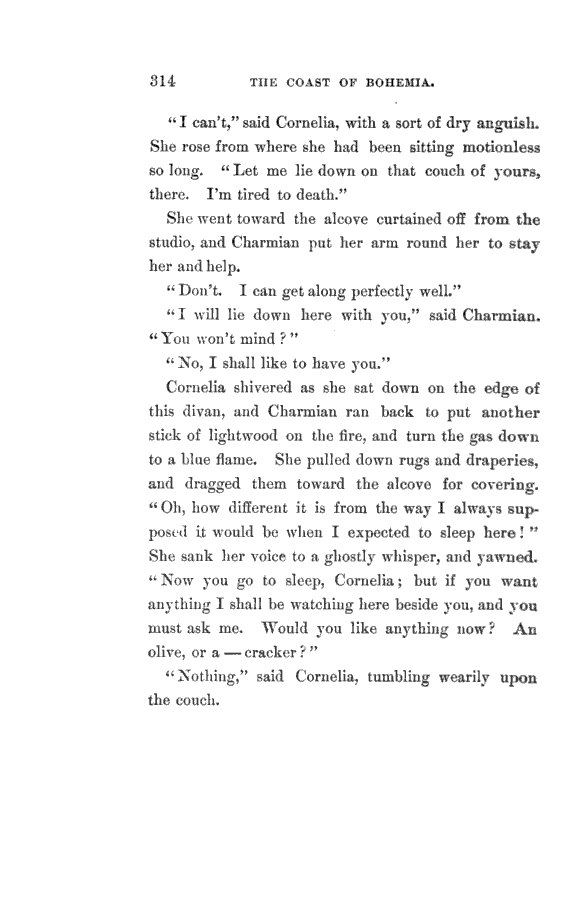 314 THE COAST OF BOHEMIA.
“I can't,” said Cornelia, with a sort of dry anguish.
She rose from where she had been sitting motionless
so long. “Let me lie down on that couch of yours,
there. I'm tired to death.”
She went toward the alcove curtained off from the
studio, and Charmian put her arm round her to stay
her and help.
“Don't. I can get along perfectly well.”
“I will lie down here with you,” said Charmian.
“You won't mind?”
“No, I shall like to have you.”
Cornelia shivered as she sat down on the edge of
this divan, and Charmian ran back to put another
stick of lightwood on the fire, and turn the gas down
to a blue flame. She pulled down rugs and draperies,
and dragged them toward the alcove for covering.
“Oh, how different it is from the way I always sup-
posed it would be when I expected to sleep here!”
She sank her voice to a ghostly whisper, and yawned.
“Now you go to sleep, Cornelia; but if you want
anything I shall be watching here beside you, and you
must ask me. Would you like anything now? An
olive, or a — cracker?”
“Nothing,” said Cornelia, tumbling wearily upon
the couch.